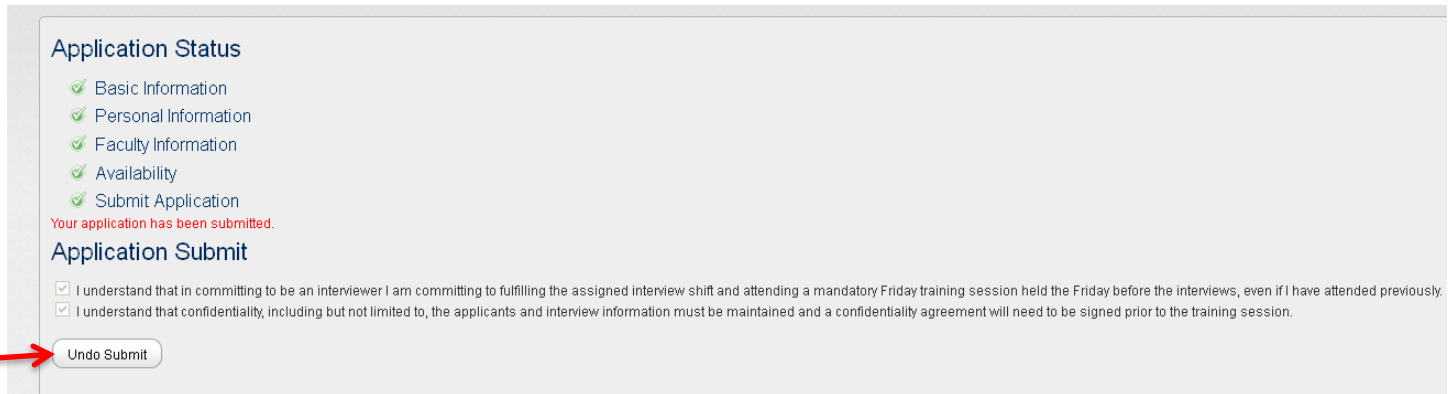 Application Status
Basic Information
Personal Information
Faculty Information
Availability
Submit Application
Your application has been submitted.
Application Submit
I understand that in committing to be an interviewer I am committing to fulfilling the assigned interview shift and attending a mandatory Friday training session held the Friday before the interviews, even if I have attended previously.
I understand that confidentiality, including but not limited to, the applicants and interview information must be maintained and a confidentiality agreement will need to be signed prior to the training session.
Undo Submit